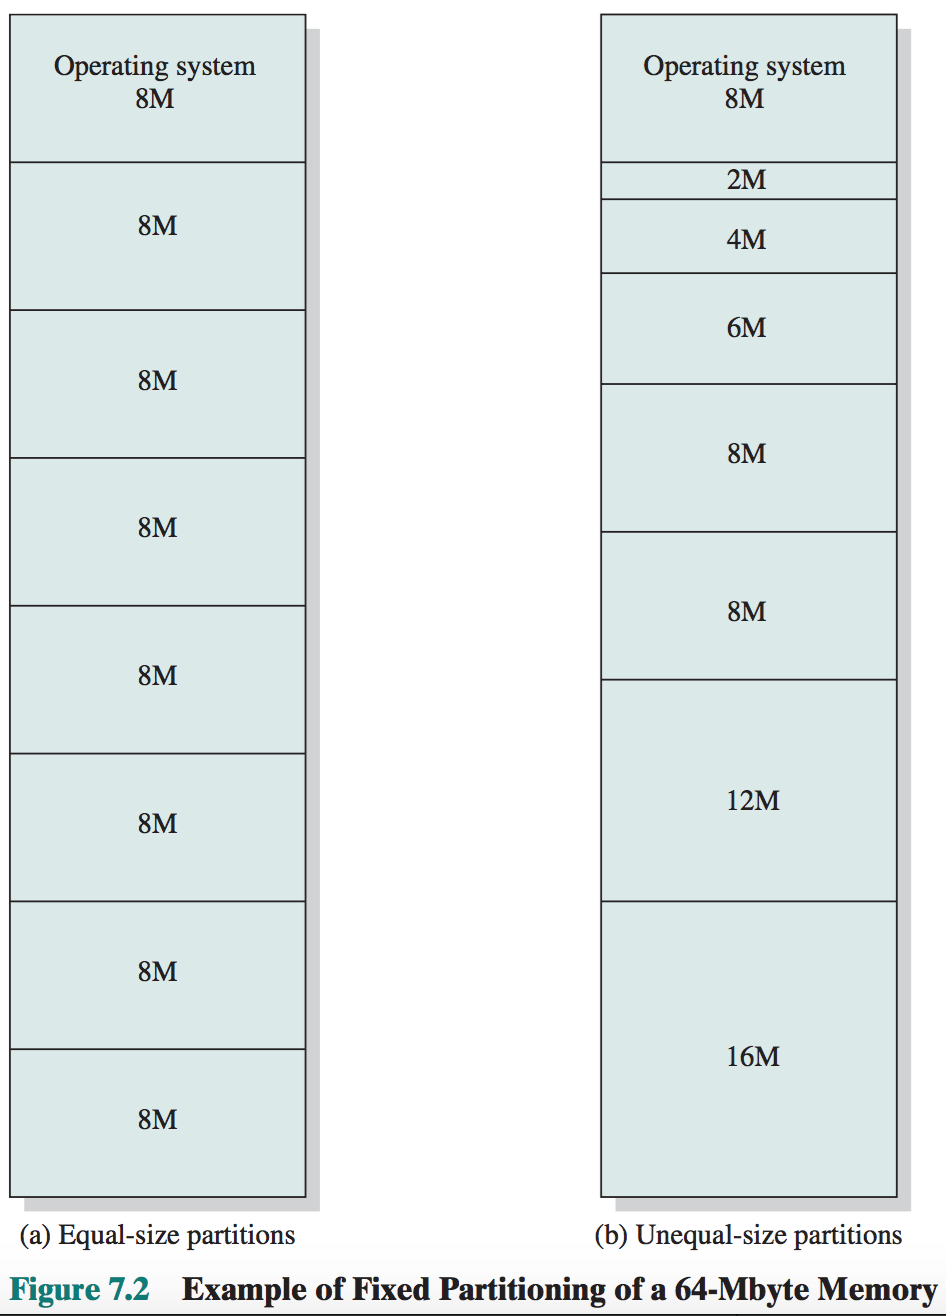 Operating system
8M
8M
8M
8M
8M
8M
8M
8M
(a) Equal-size partitions
Operating system
8M
2M
4M
6M
8M
8M
12M
16M
(b) Unequal-size partitions
Figure 7.2 Example of Fixed Partitioning of a 64-Mbyte Memory